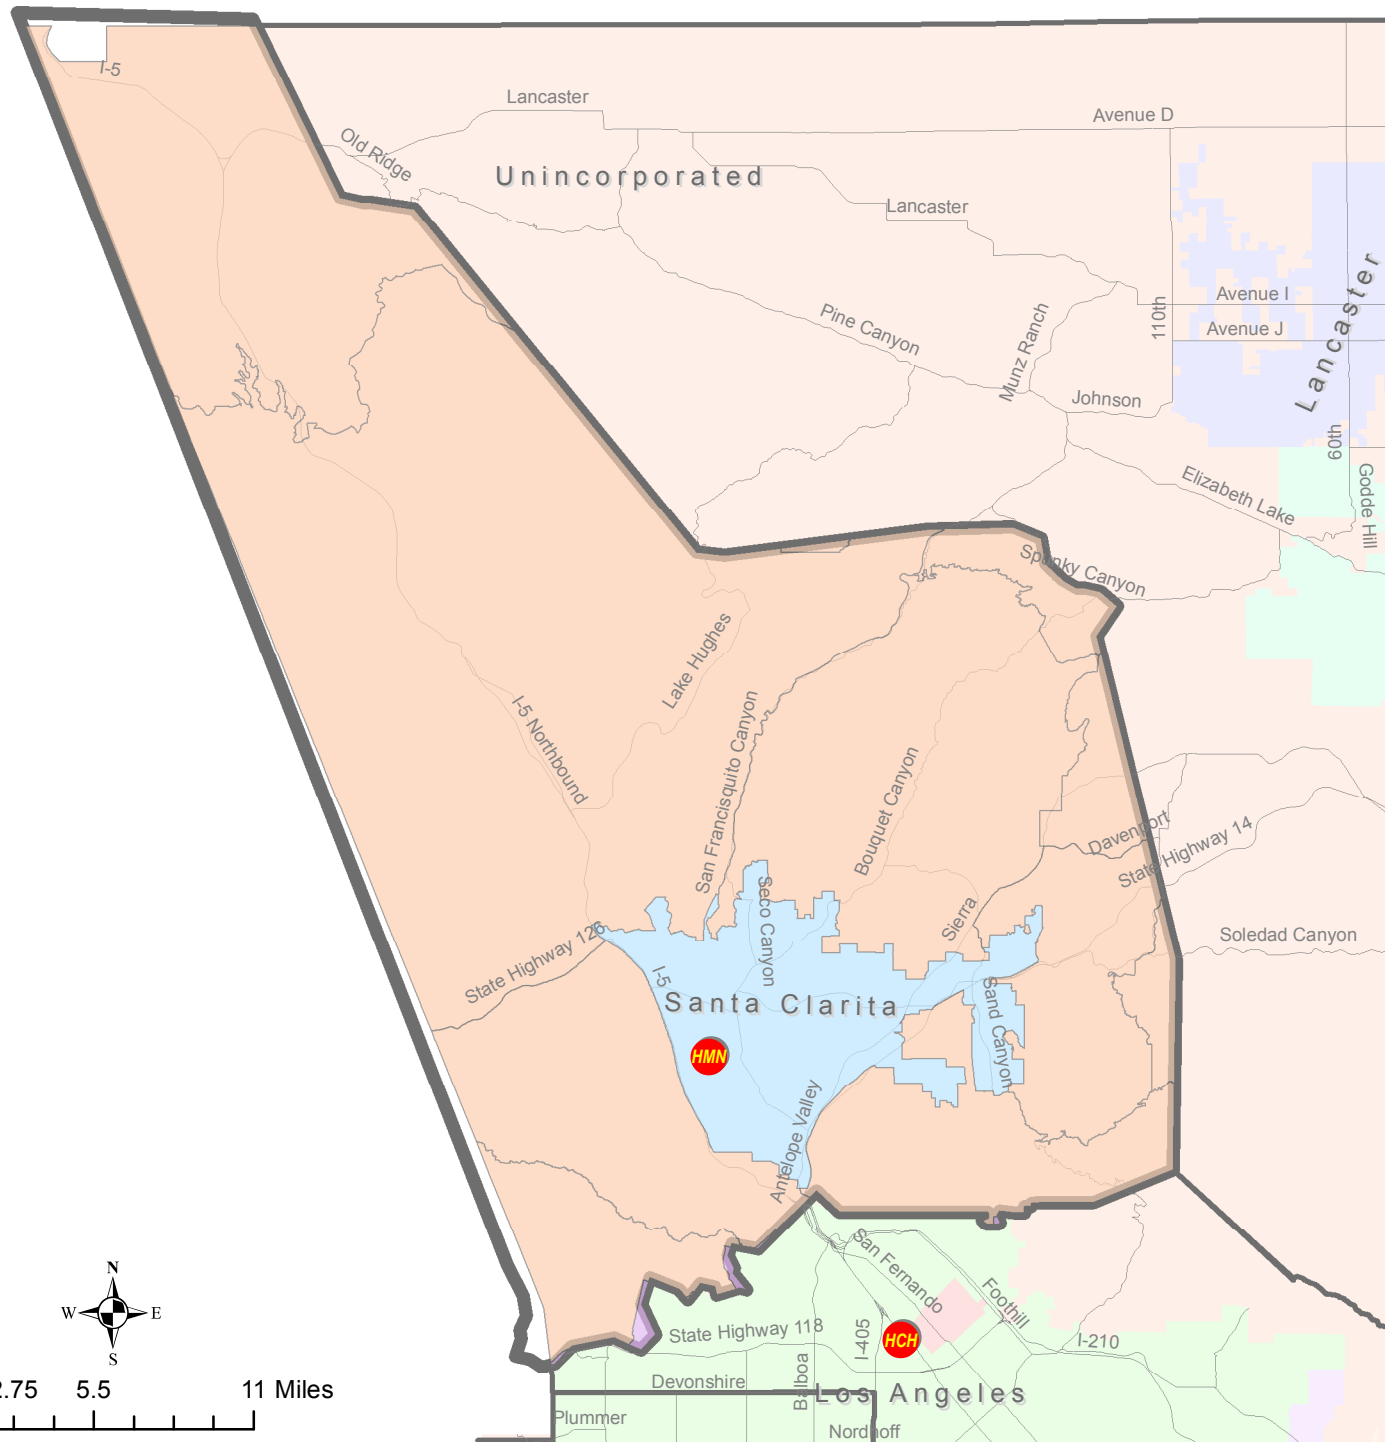 I-5
Lancaster
Avenue D
Old Ridge
Unincorporated
Lancaster
Lancaster
Avenue I
110th
Avenue J
Pine Canyon
Munz Ranch
Johnson
60th
Elizabeth Lake
Godde Hill
Spunky Canyon
Lake Hughes
I-5 Northbound
San Francisquito Canyon
Bouquet Canyon
Davenport
State Highway 14
Seco Canyon
Sierra
State Highway 126
Soledad Canyon
I-5
Santa Clarita
Sand Canyon
HMN
Antelope Valley
San Fernando
Foothill
N
W E
S
State Highway 118
I-405
HCH
I-210
2.75 5.5 11 Miles
Devonshire
Balboa
Los Angeles
Plummer
Nordhoff